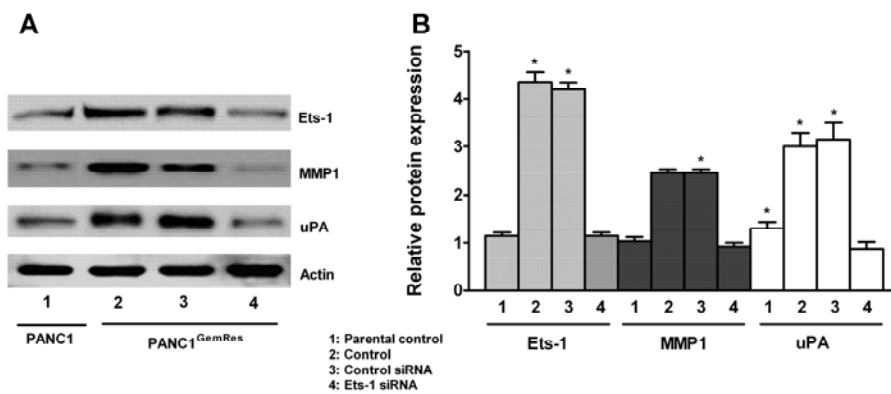 A
Ets-1
MMP1
uPA
Actin
1 2 3 4
PANC1
PANC1GemRes
B
Relative protein expression
5
4
3
2
1
0
* * * * * *
1 2 3 4 1 2 3 4 1 2 3 4
Ets-1 MMP1 uPA
1: Parental control
2: Control
3: Control siRNA
4: Ets-1 siRNA